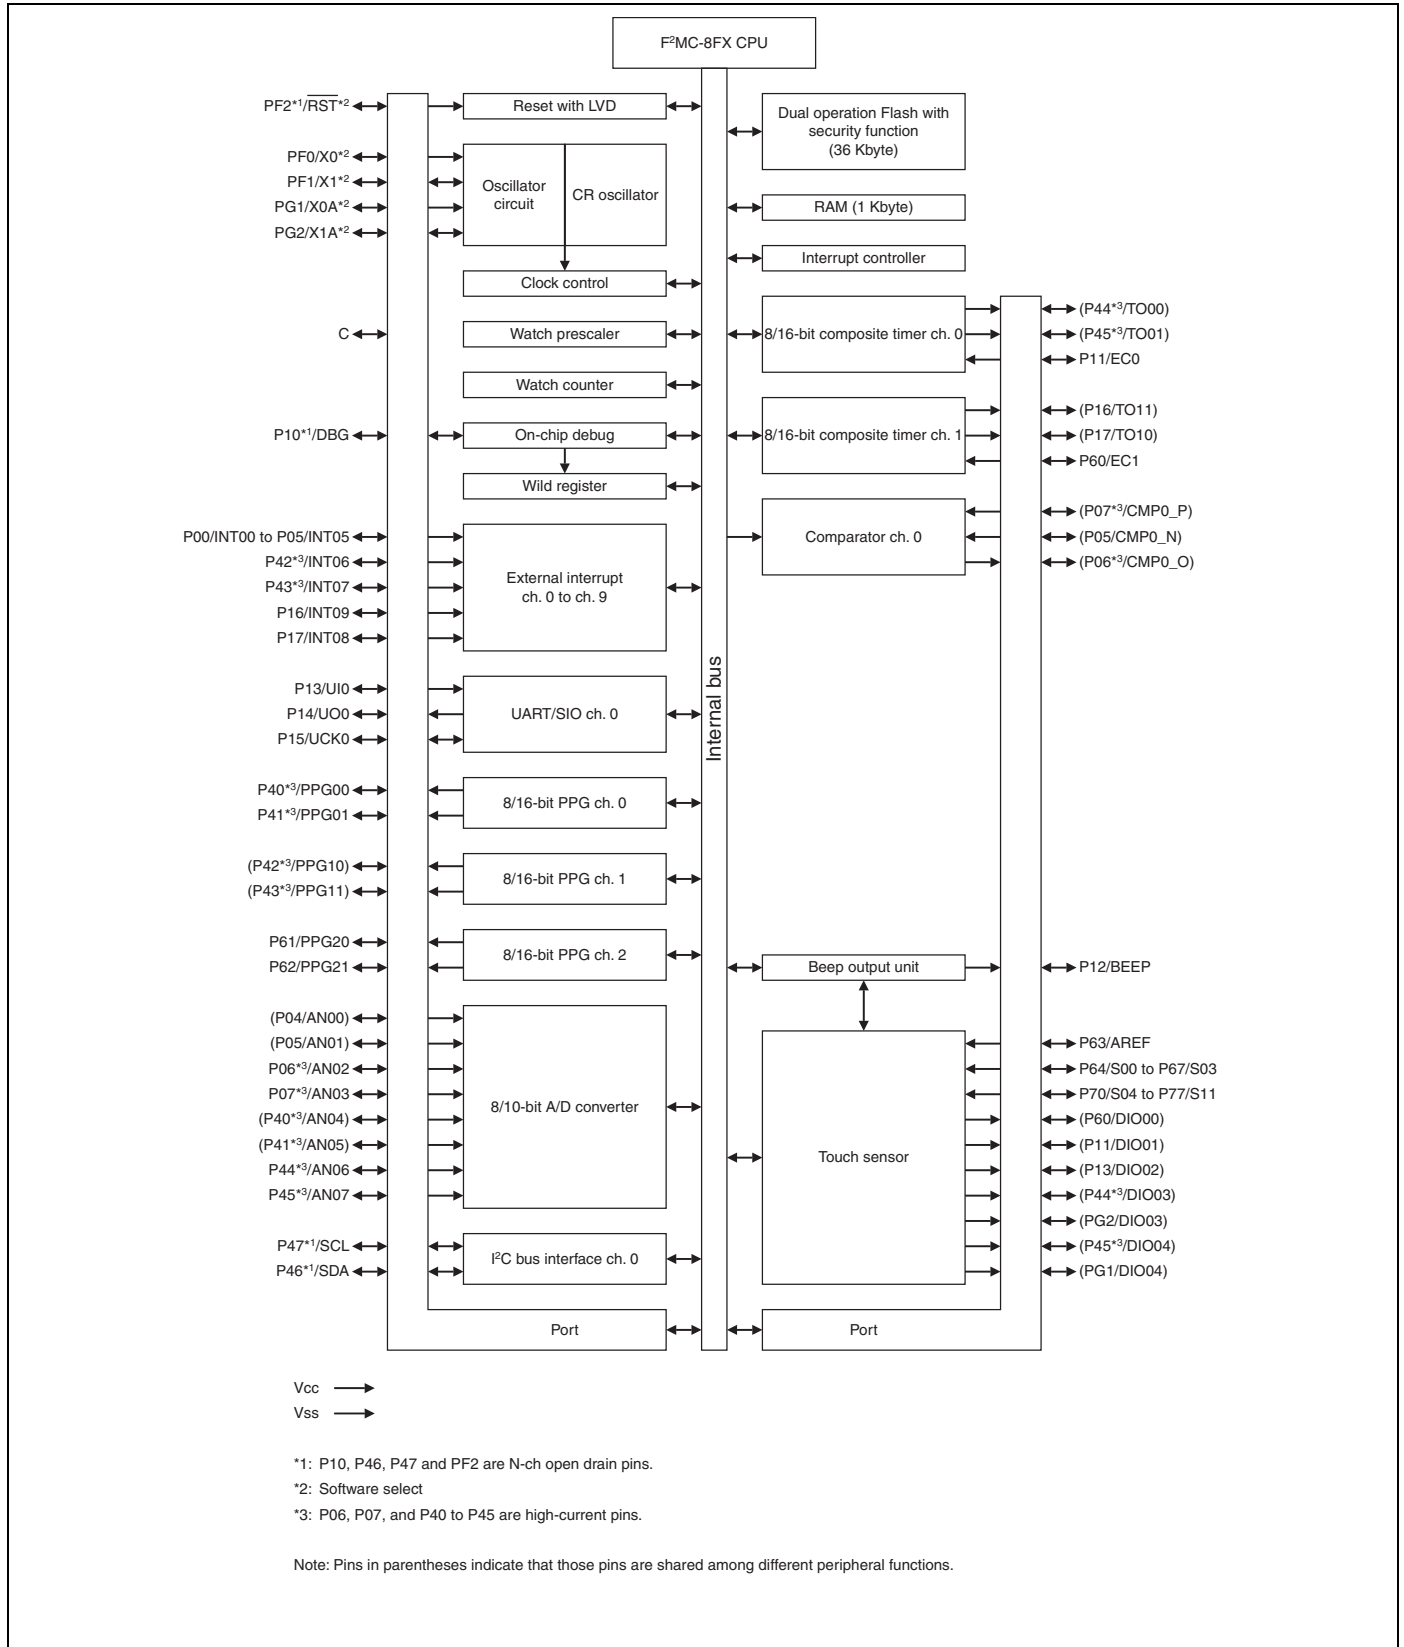 F²MC-8FX CPU
PF2*1/RST*2
Reset with LVD
Dual operation Flash with
security function
(36 Kbyte)
PF0/X0*2
PF1/X1*2
PG1/X0A*2
PG2/X1A*2
Oscillator
circuit
CR oscillator
RAM (1 Kbyte)
Interrupt controller
Clock control
C
Watch prescaler
8/16-bit composite timer ch. 0
(P44*3/TO00)
(P45*3/TO01)
P11/EC0
Watch counter
P10*1/DBG
On-chip debug
8/16-bit composite timer ch. 1
(P16/TO11)
(P17/TO10)
P60/EC1
Wild register
P00/INT00 to P05/INT05
P42*3/INT06
P43*3/INT07
P16/INT09
P17/INT08
External interrupt
ch. 0 to ch. 9
Comparator ch. 0
(P07*3/CMP0_P)
(P05/CMP0_N)
(P06*3/CMP0_O)
Internal bus
P13/UI0
P14/UO0
P15/UCK0
UART/SIO ch. 0
P40*3/PPG00
P41*3/PPG01
8/16-bit PPG ch. 0
(P42*3/PPG10)
(P43*3/PPG11)
8/16-bit PPG ch. 1
P61/PPG20
P62/PPG21
8/16-bit PPG ch. 2
Beep output unit
P12/BEEP
(P04/AN00)
(P05/AN01)
P06*3/AN02
P07*3/AN03
(P40*3/AN04)
(P41*3/AN05)
P44*3/AN06
P45*3/AN07
8/10-bit A/D converter
Touch sensor
P63/AREF
P64/S00 to P67/S03
P70/S04 to P77/S11
(P60/DIO00)
(P11/DIO01)
(P13/DIO02)
(P44*3/DIO03)
(PG2/DIO03)
(P45*3/DIO04)
(PG1/DIO04)
P47*1/SCL
P46*1/SDA
I²C bus interface ch. 0
Port
Port
Vcc
Vss
*1: P10, P46, P47 and PF2 are N-ch open drain pins.
*2: Software select
*3: P06, P07, and P40 to P45 are high-current pins.
Note: Pins in parentheses indicate that those pins are shared among different peripheral functions.